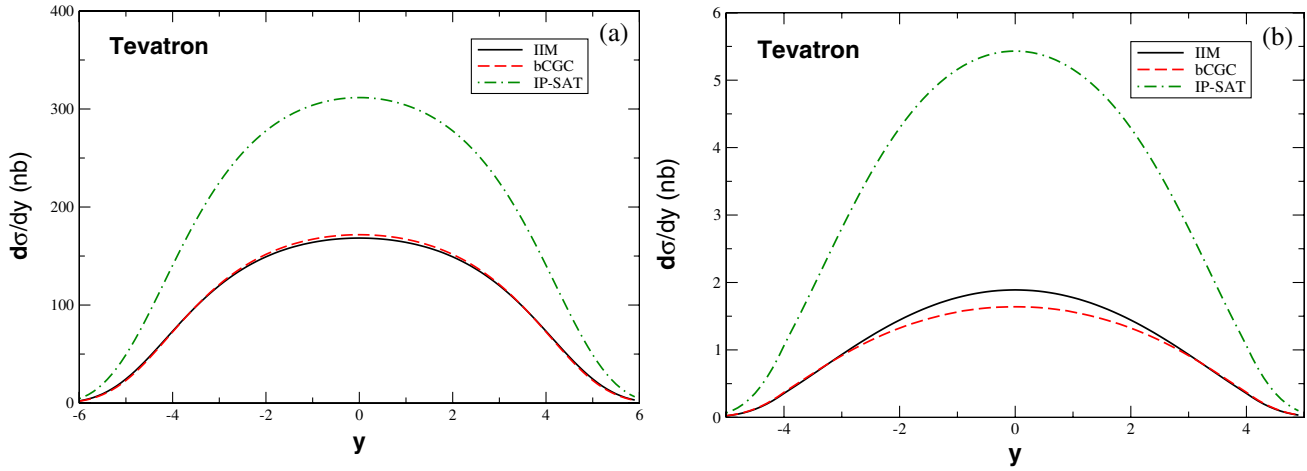 400
300
200
100
0
-6 -4 -2 0 2 4 6
dσ/dy (nb)
y
Tevatron
(a)
IIM
bCGC
IP-SAT
6
5
4
3
2
1
0
-4 -2 0 2 4
dσ/dy (nb)
y
Tevatron
(b)
IIM
bCGC
IP-SAT